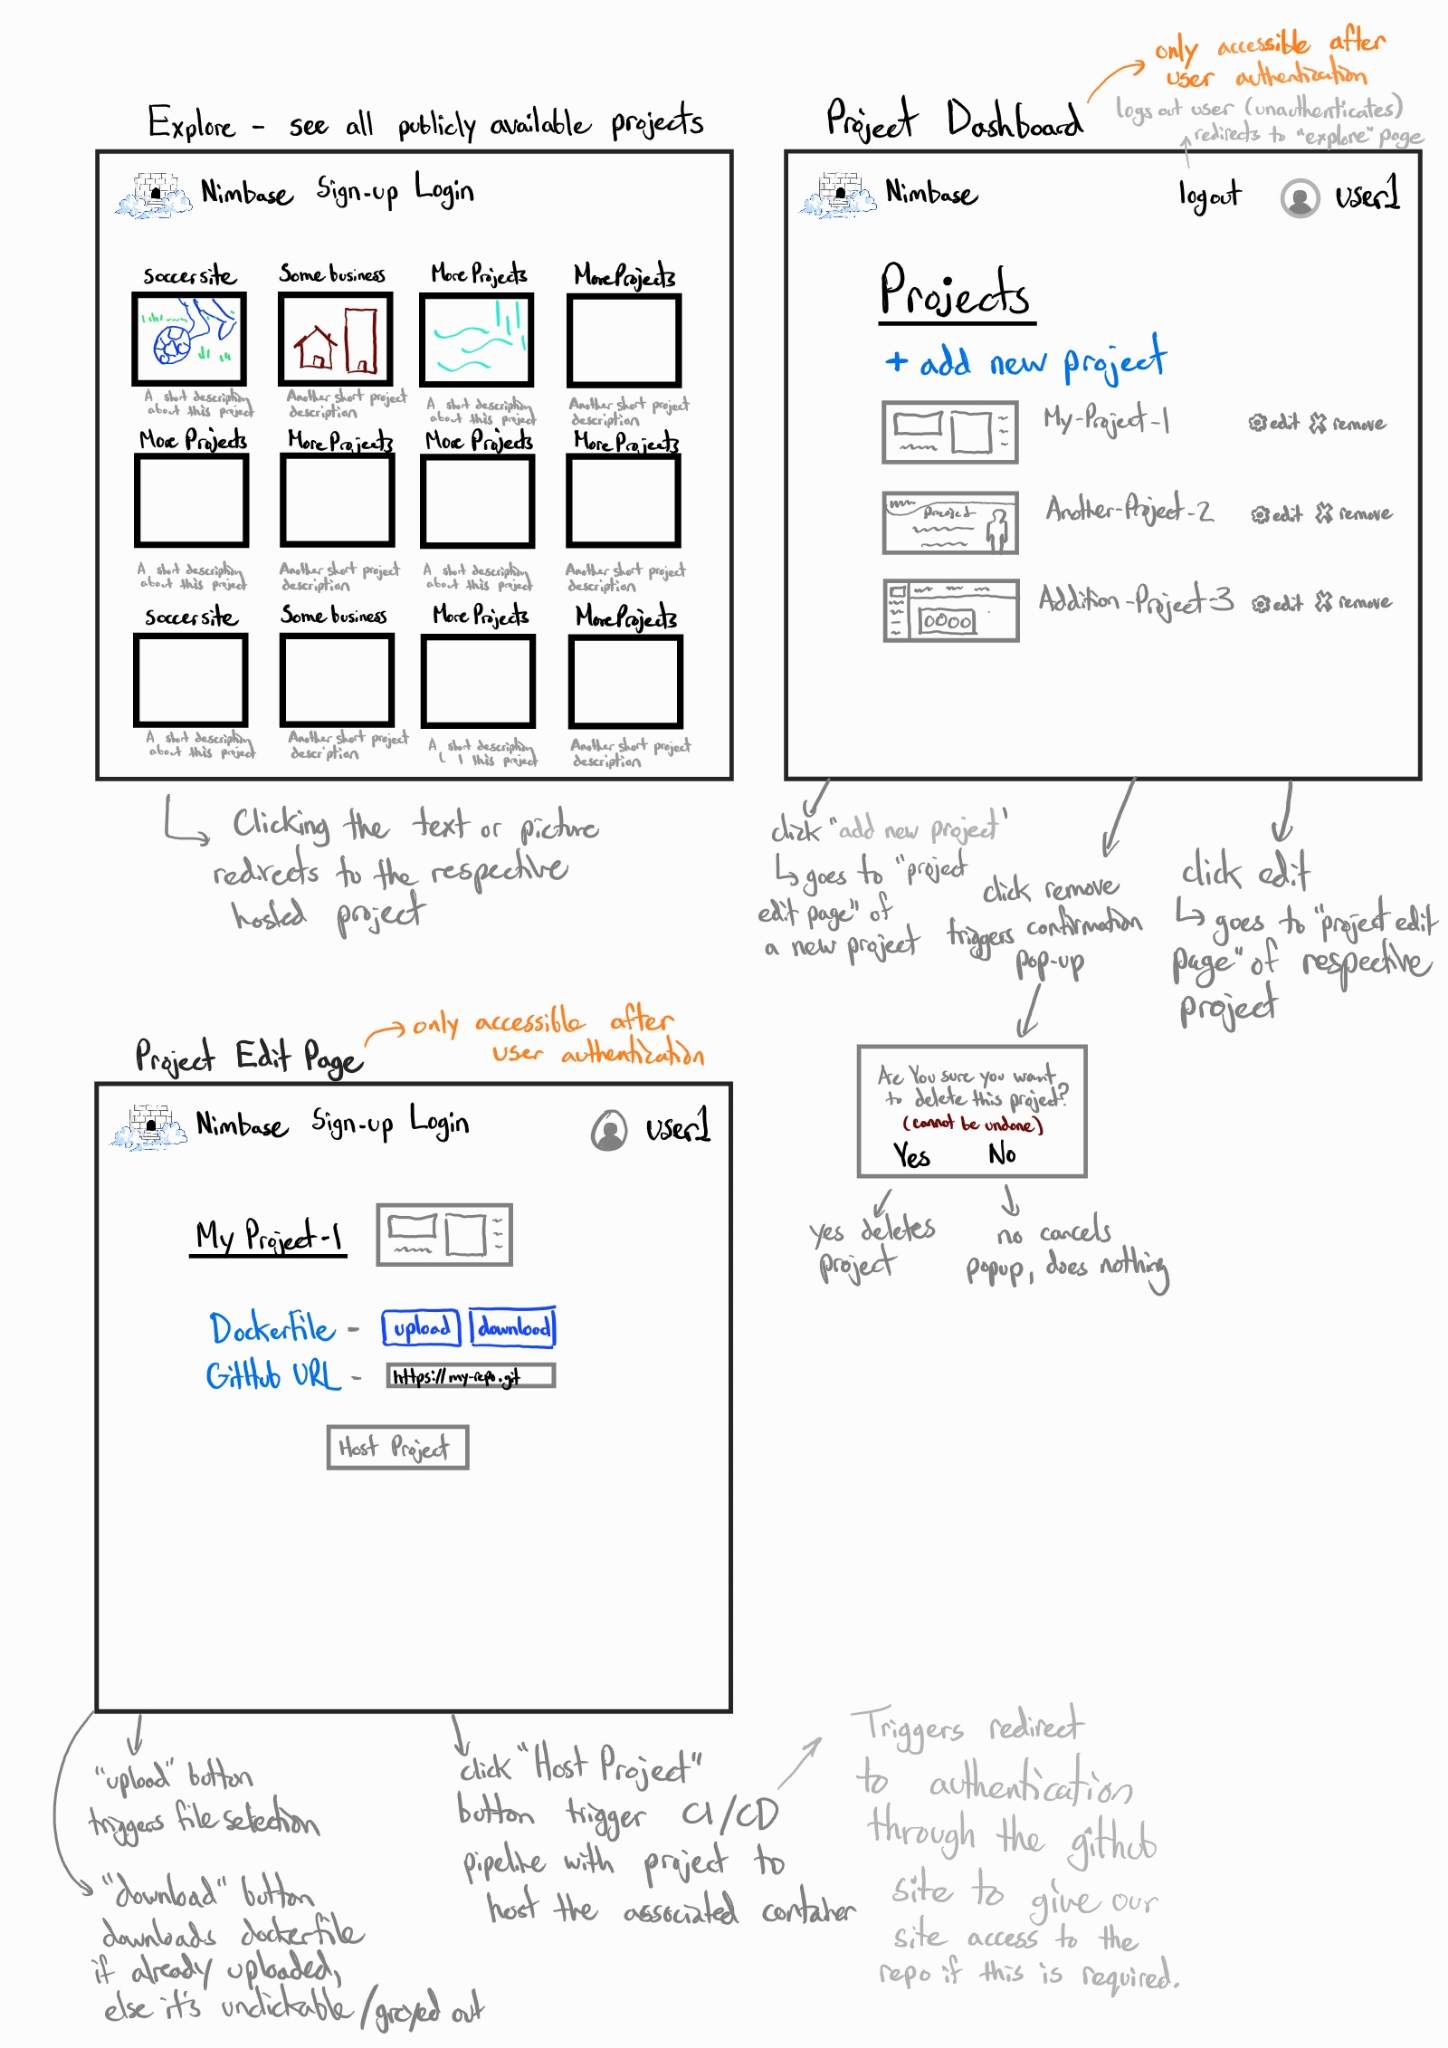 Explore - see all publicly available projects
Nimbase Sign-up Login
Soccer site Some business More Projects More Projects
A short description about this project
Another short project description
A short description about this project
Another short project description
More Projects More Projects More Projects More Projects
A short description about this project
Another short project description
A short description about this project
Another short project description
Soccer site Some business More Projects More Projects
A short description about this project
Another short project description
A short description this project
Another short project description
Clicking the text or picture
redirects to the respective
hosted project
Project Dashboard
only accessible after
user authentication
logs out user (unauthenticates)
redirects to "explore" page
Nimbase logout user1
Projects
+ add new project
My-Project-1 edit remove
Project
Another-Project-2 edit remove
Addition-Project-3 edit remove
click "add new project"
goes to "project
edit page" of
a new project
click remove
triggers confirmation
pop-up
click edit
goes to "project edit
page" of respective
project
Are You sure you want
to delete this project?
(cannot be undone)
Yes No
yes deletes
project
no cancels
popup, does nothing
Project Edit Page
only accessible after
user authentication
Nimbase Sign-up Login user1
My Project-1
Dockerfile - upload download
GitHub URL - https://my-repo.git
Host Project
"upload" button
triggers file selection
"download" button
downloads dockerfile
if already uploaded,
else it's unclickable/greyed out
click "Host Project"
button trigger CI/CD
pipeline with project to
host the associated container
Triggers redirect
to authentication
through the github
site to give our
site access to the
repo if this is required.